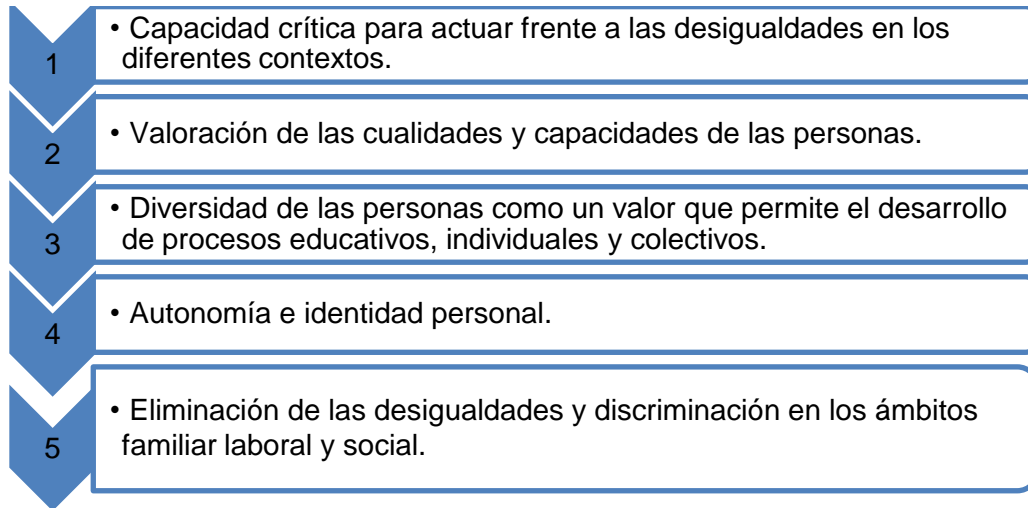 1
• Capacidad crítica para actuar frente a las desigualdades en los
diferentes contextos.
2
• Valoración de las cualidades y capacidades de las personas.
3
• Diversidad de las personas como un valor que permite el desarrollo
de procesos educativos, individuales y colectivos.
4
• Autonomía e identidad personal.
5
• Eliminación de las desigualdades y discriminación en los ámbitos
familiar laboral y social.